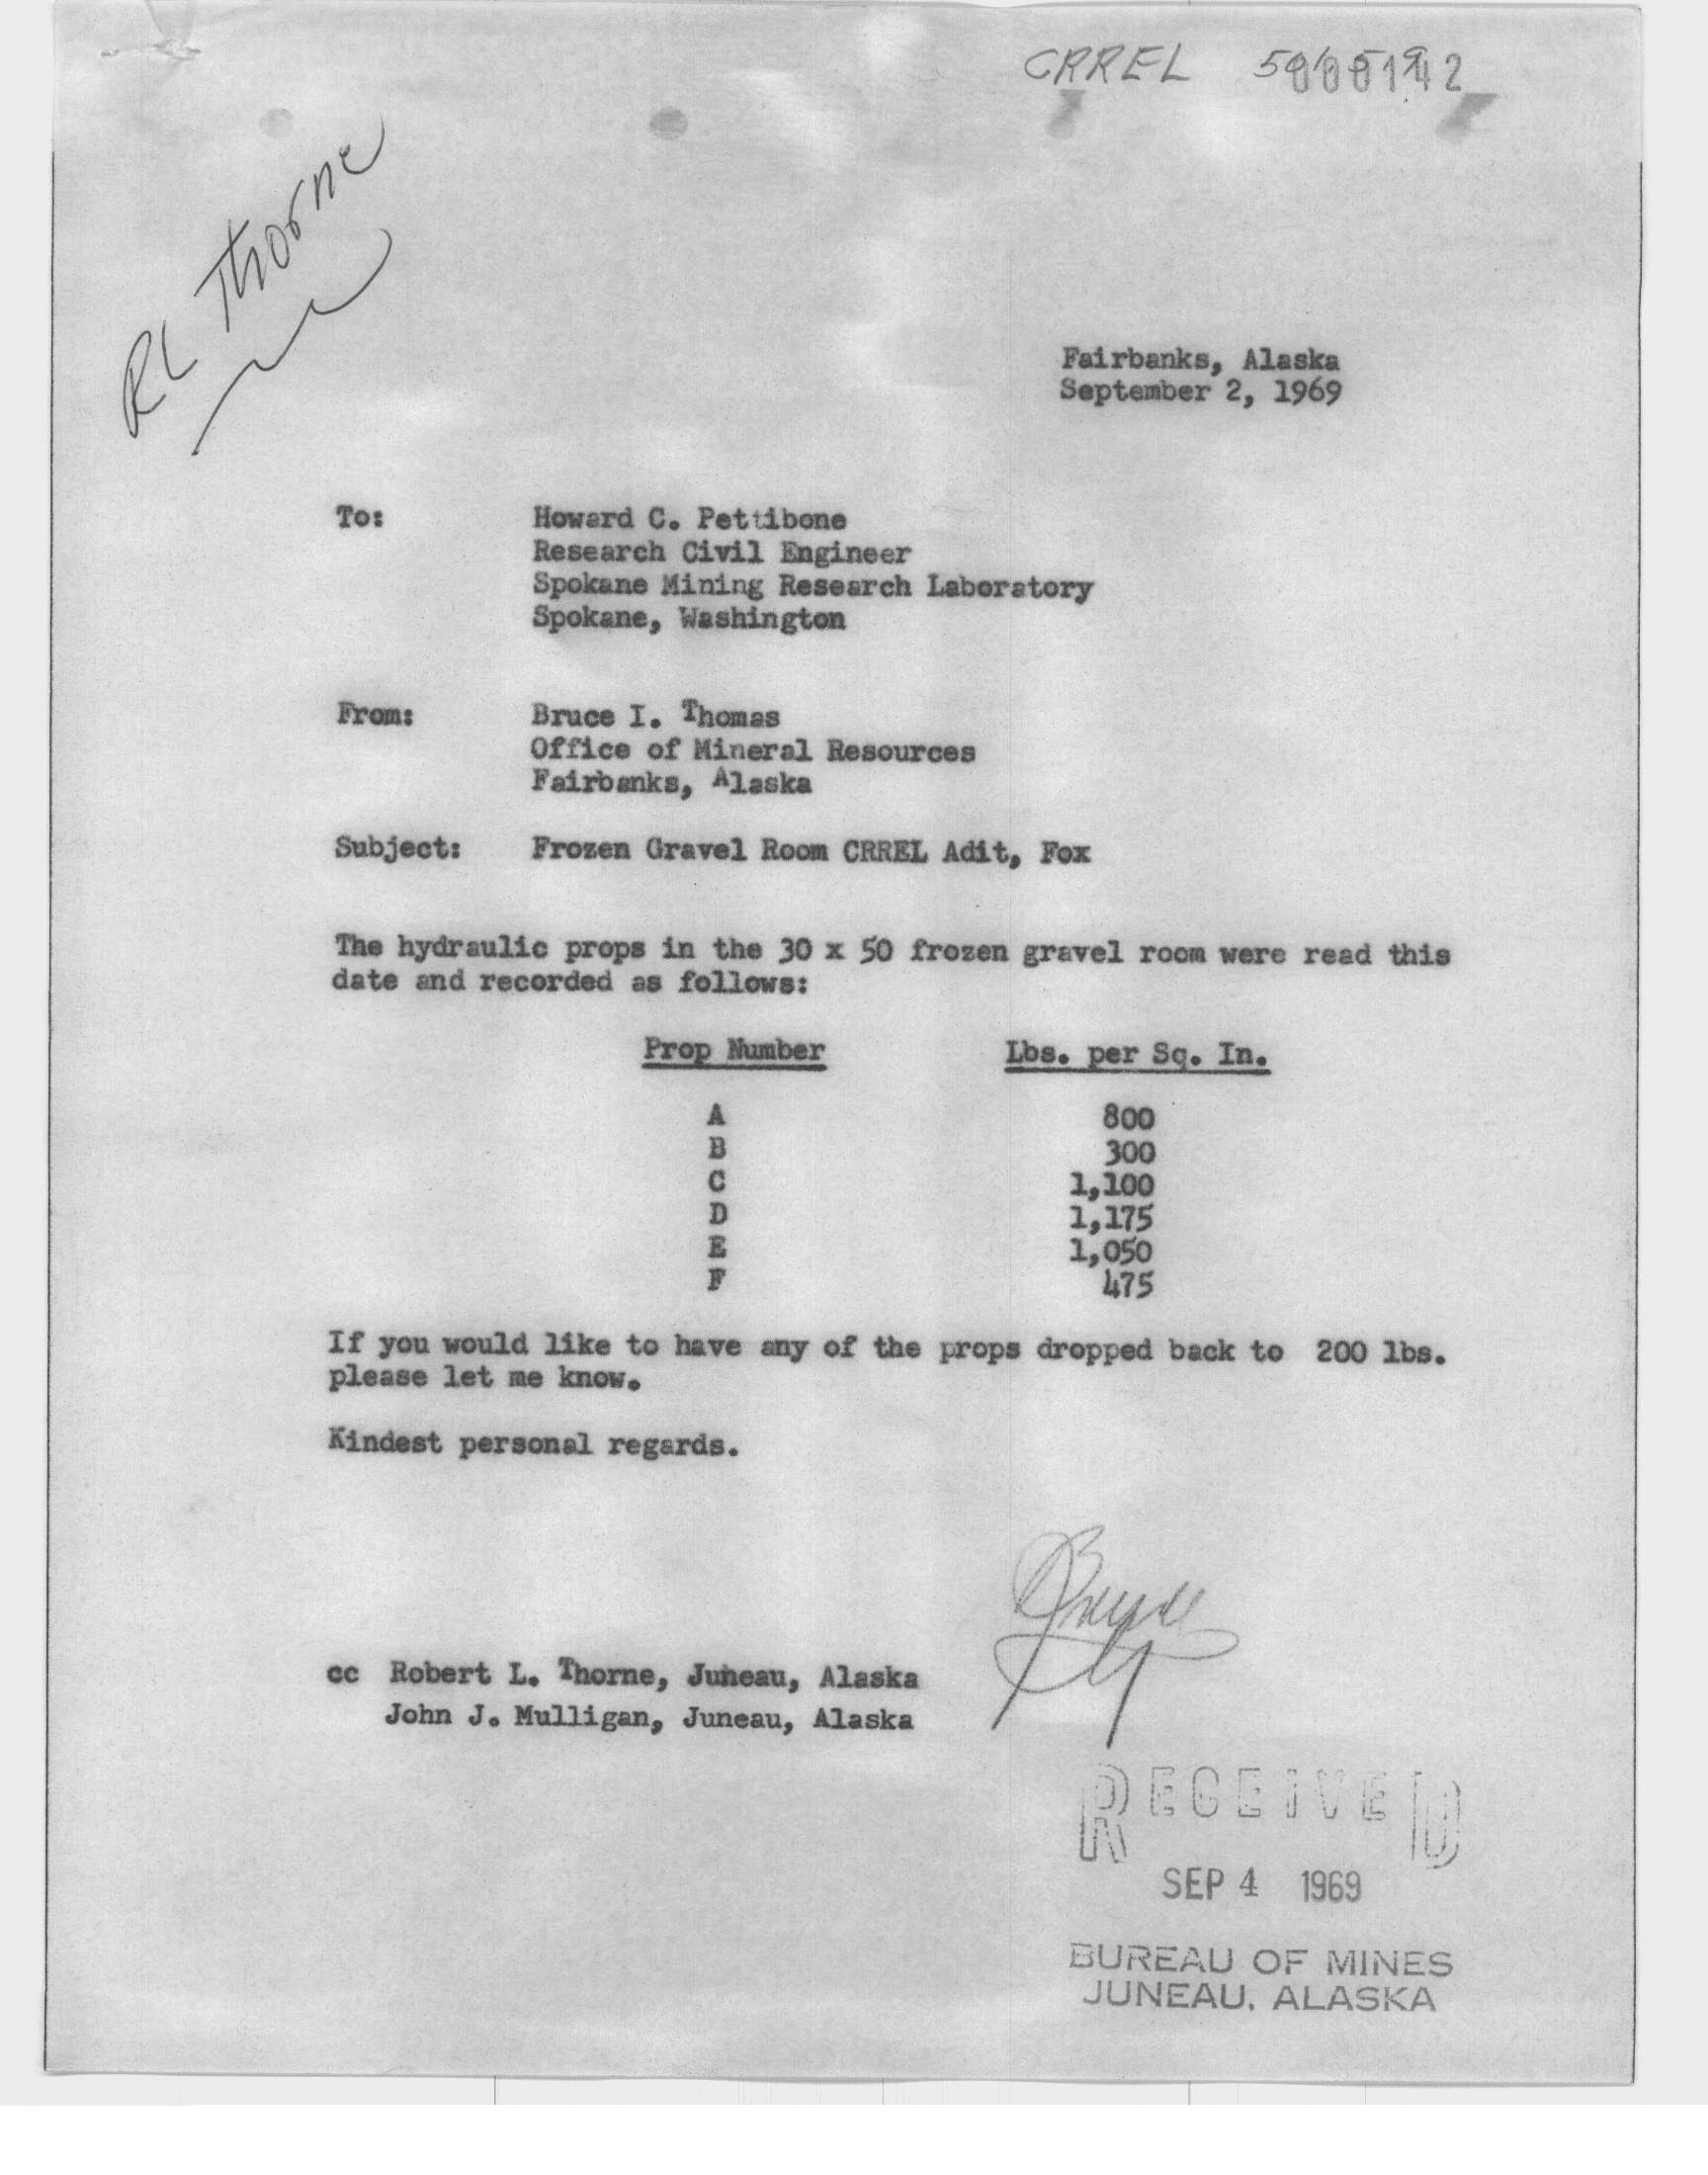 CRREL
RL Thorne
Fairbanks, Alaska
September 2, 1969
To: Howard C. Pettibone
Research Civil Engineer
Spokane Mining Research Laboratory
Spokane, Washington
From: Bruce I. Thomas
Office of Mineral Resources
Fairbanks, Alaska
Subject: Frozen Gravel Room CRREL Adit, Fox
The hydraulic props in the 30 x 50 frozen gravel room were read this
date and recorded as follows:
Prop Number Lbs. per Sq. In.
A 800
B 300
C 1,100
D 1,175
E 1,050
F 475
If you would like to have any of the props dropped back to 200 lbs.
please let me know.
Kindest personal regards.
Bruce
cc Robert L. Thorne, Juneau, Alaska
John J. Mulligan, Juneau, Alaska
RECEIVED
SEP 4 1969
BUREAU OF MINES
JUNEAU, ALASKA